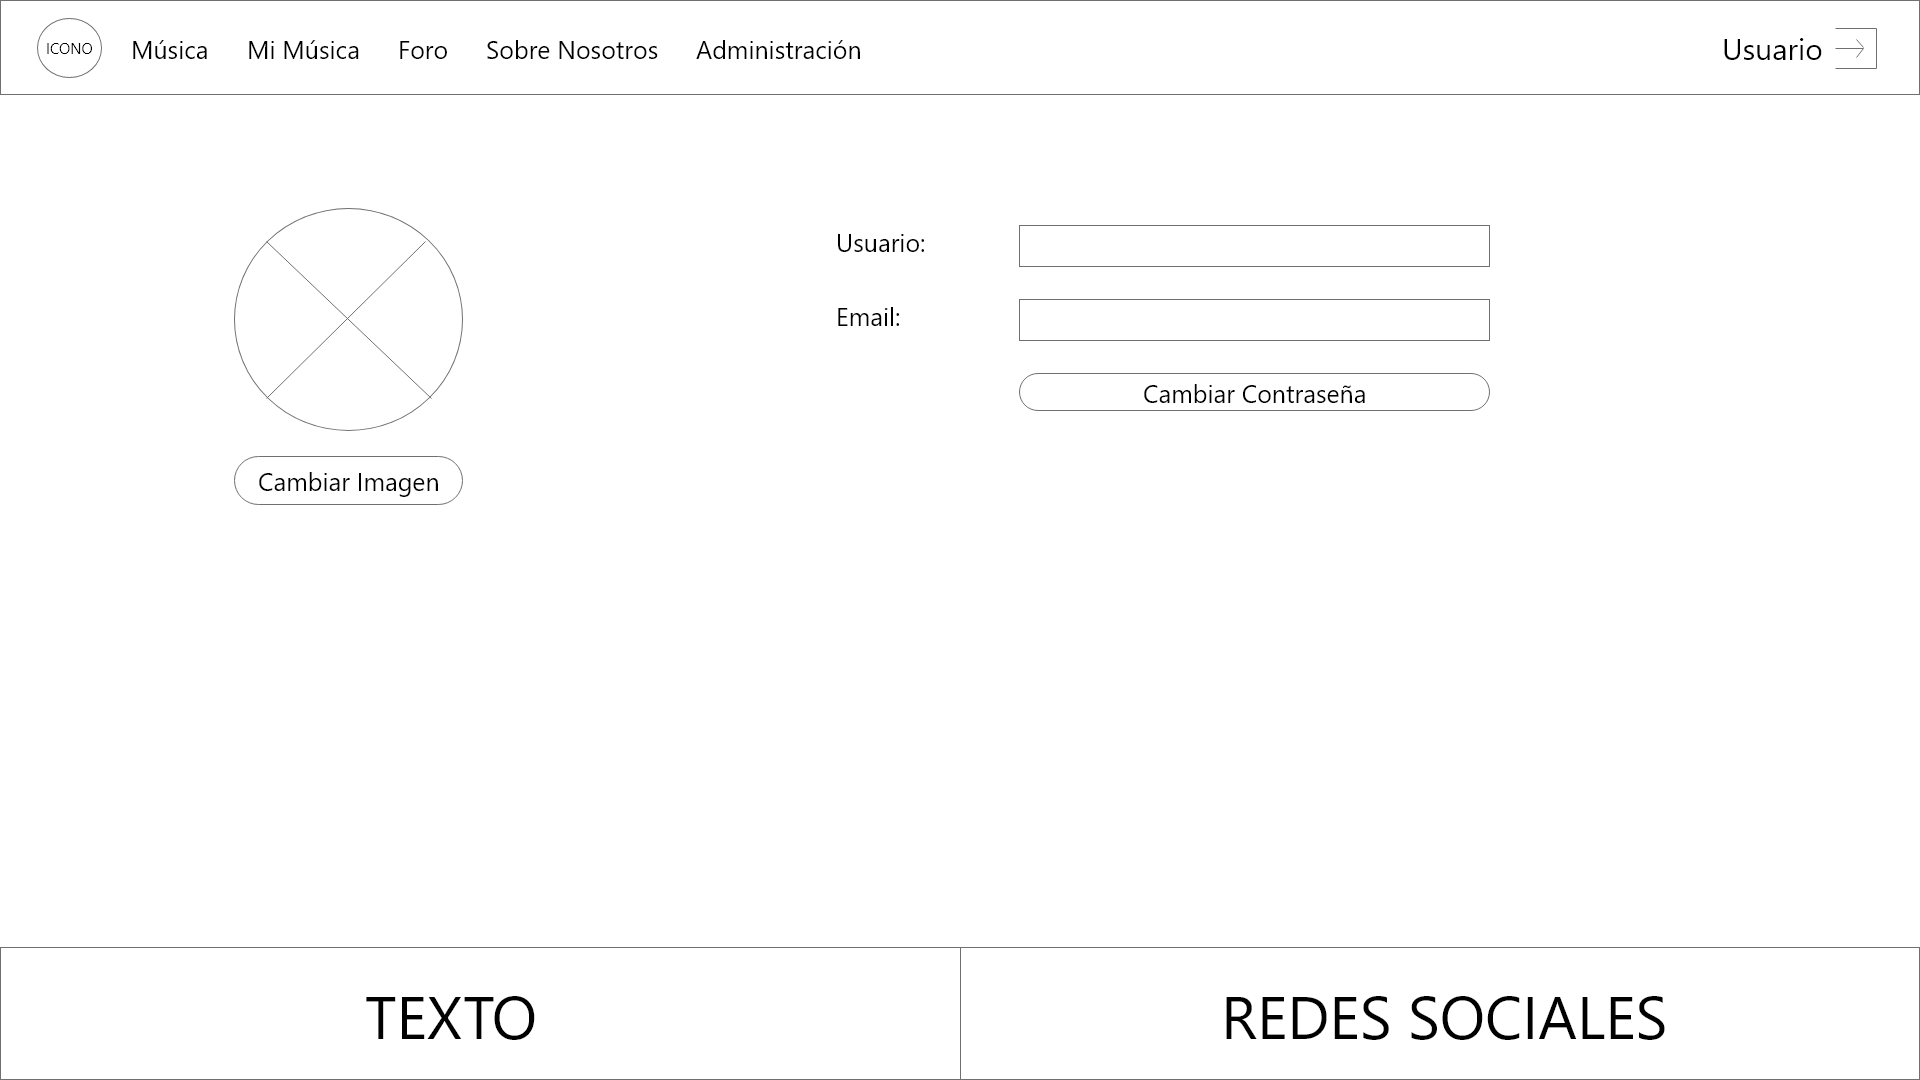 ICONO Música Mi Música Foro Sobre Nosotros Administración Usuario
Usuario:
Email:
Cambiar Contraseña
Cambiar Imagen
TEXTO REDES SOCIALES